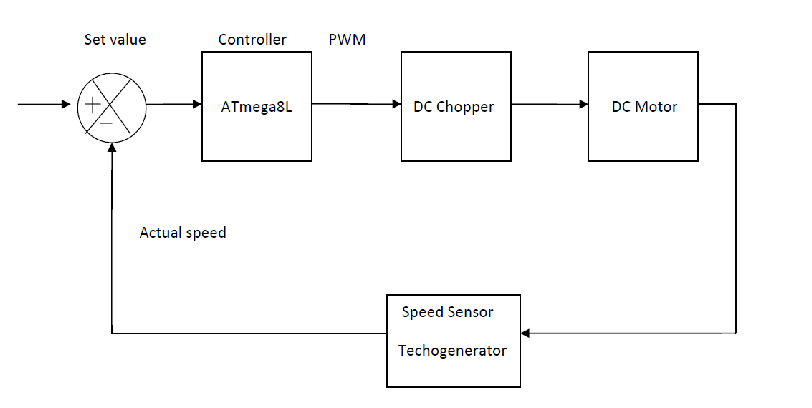 Set value
Controller
PWM
+
−
ATmega8L
DC Chopper
DC Motor
Actual speed
Speed Sensor
Techogenerator